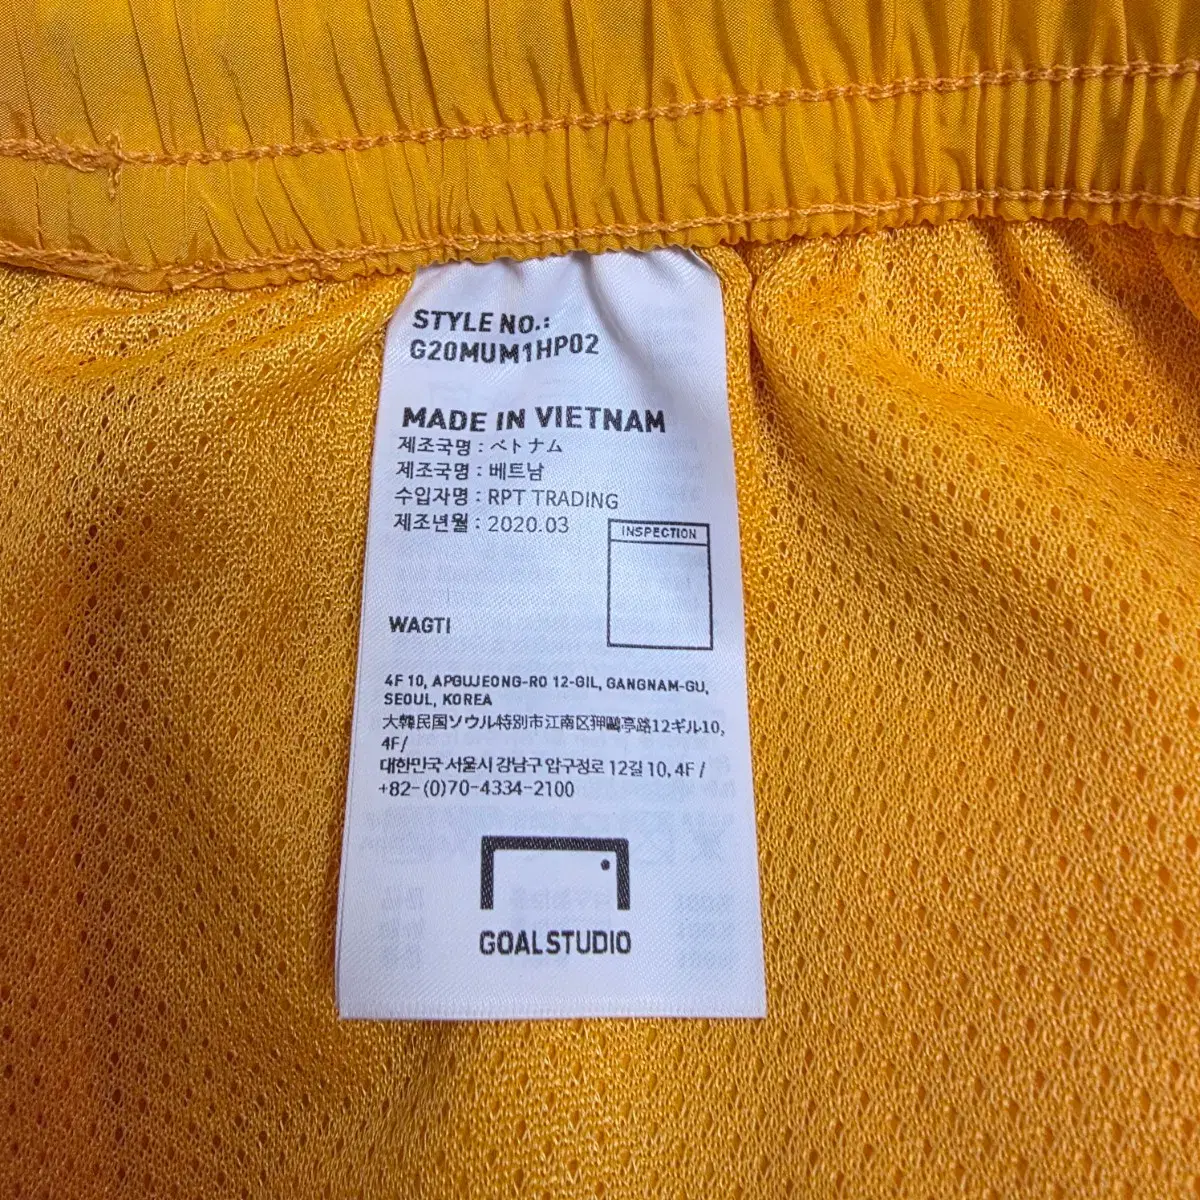 STYLE NO.:
G20MUM1HP02
MADE IN VIETNAM
제조국명 : ベトナム
제조국명 : 베트남
수입자명 : RPT TRADING
제조년월 : 2020.03
INSPECTION
WAGTI
4F 10, APGUJEONG-RO 12-GIL, GANGNAM-GU,
SEOUL, KOREA
大韓民国ソウル特別市江南区狎鷗亭路12ギル10,
4F/
대한민국 서울시 강남구 압구정로 12길 10, 4F /
+82-(0)70-4334-2100
GOALSTUDIO